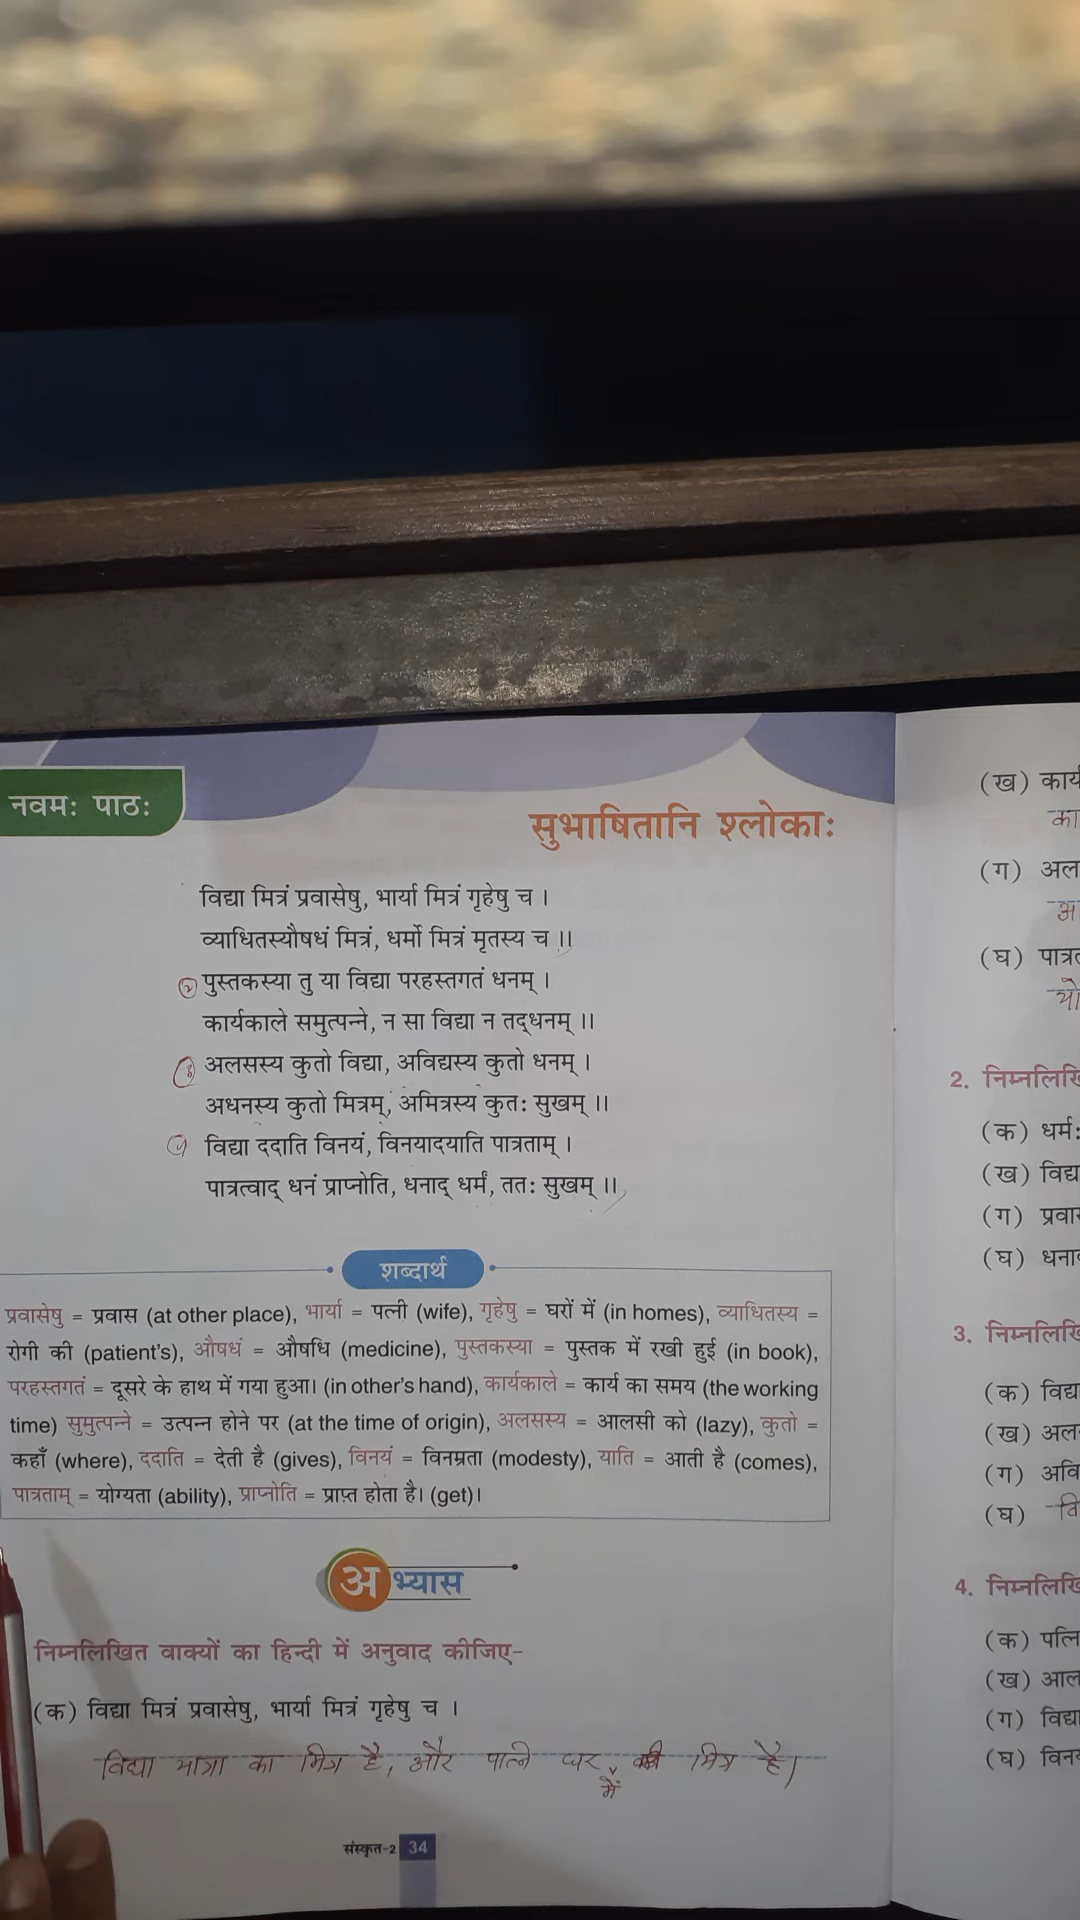 नवमः पाठः
सुभाषितानि श्लोकाः
विद्या मित्रं प्रवासेषु, भार्या मित्रं गृहेषु च ।
व्याधितस्यौषधं मित्रं, धर्मो मित्रं मृतस्य च ।।
२ पुस्तकस्या तु या विद्या परहस्तगतं धनम् ।
कार्यकाले समुत्पन्ने, न सा विद्या न तद्धनम् ।।
३ अलसस्य कुतो विद्या, अविद्यस्य कुतो धनम् ।
अधनस्य कुतो मित्रम्, अमित्रस्य कुतः सुखम् ।।
४ विद्या ददाति विनयं, विनयादयाति पात्रताम् ।
पात्रत्वाद् धनं प्राप्नोति, धनाद् धर्मं, ततः सुखम् ।।
शब्दार्थ
प्रवासेषु = प्रवास (at other place), भार्या = पत्नी (wife), गृहेषु = घरों में (in homes), व्याधितस्य =
रोगी की (patient's), औषधं = औषधि (medicine), पुस्तकस्या = पुस्तक में रखी हुई (in book),
परहस्तगतं = दूसरे के हाथ में गया हुआ। (in other's hand), कार्यकाले = कार्य का समय (the working
time) सुमुत्पन्ने = उत्पन्न होने पर (at the time of origin), अलसस्य = आलसी को (lazy), कुतो =
कहाँ (where), ददाति = देती है (gives), विनयं = विनम्रता (modesty), याति = आती है (comes),
पात्रताम् = योग्यता (ability), प्राप्नोति = प्राप्त होता है। (get)।
अभ्यास
निम्नलिखित वाक्यों का हिन्दी में अनुवाद कीजिए-
(क) विद्या मित्रं प्रवासेषु, भार्या मित्रं गृहेषु च ।
विद्या यात्रा का मित्र है, और पत्नि घर में मित्र है।
संस्कृत-2 34
(ख) कार्य
का
(ग) अल
अ
(घ) पात्रत
यो
2. निम्नलिखि
(क) धर्मः
(ख) विद्य
(ग) प्रवास
(घ) धना
3. निम्नलिखि
(क) विद्य
(ख) अल
(ग) अवि
(घ) वि
4. निम्नलिखि
(क) पत्नि
(ख) आल
(ग) विद्या
(घ) विन